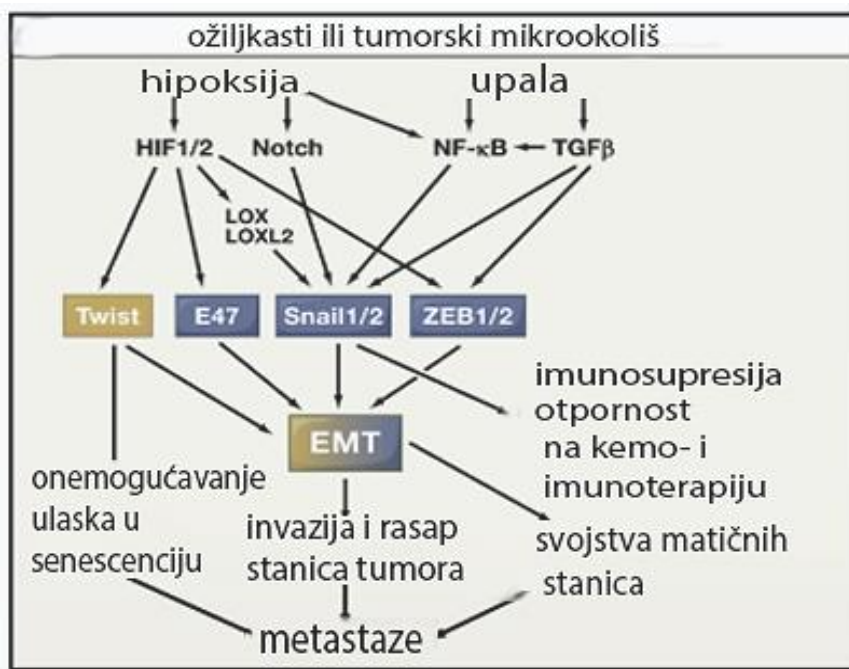 ožiljkasti ili tumorski mikrookoliš
hipoksija
upala
HIF1/2
Notch
NF-κB
TGFβ
LOX
LOXL2
Twist
E47
Snail1/2
ZEB1/2
EMT
imunosupresija
otpornost
na kemo- i
imunoterapiju
onemogućavanje
ulaska u
senescenciju
invazija i rasap
stanica tumora
svojstva matičnih
stanica
metastaze